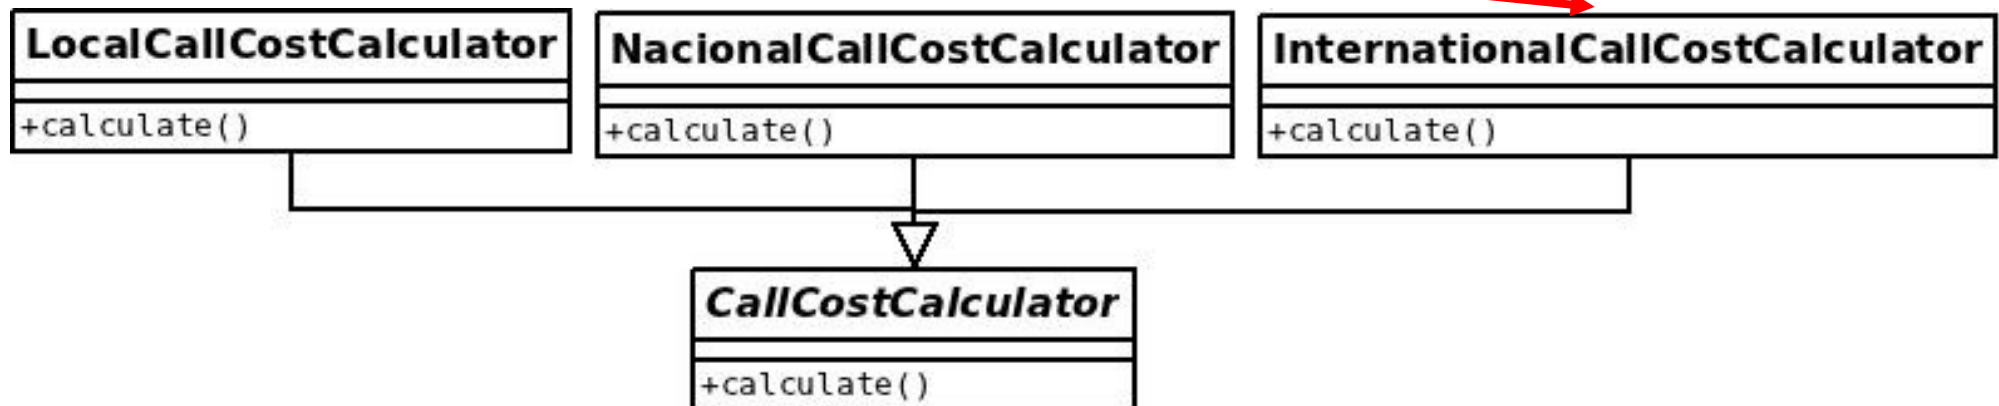 LocalCallCostCalculator
+calculate()
NacionalCallCostCalculator
+calculate()
InternationalCallCostCalculator
+calculate()
CallCostCalculator
+calculate()